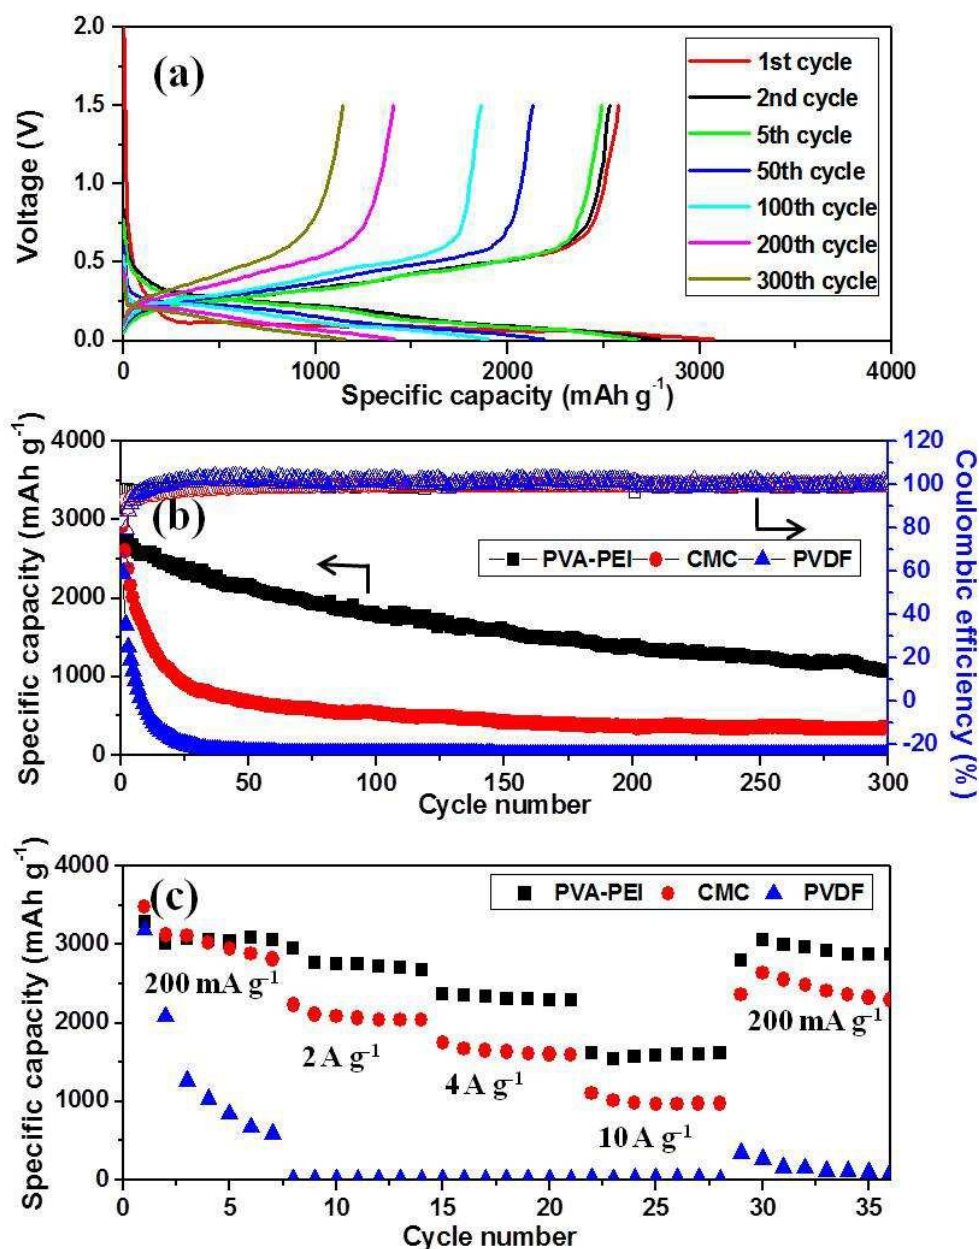 2.0
1.5
1.0
0.5
0.0
Voltage (V)
(a)
1st cycle
2nd cycle
5th cycle
50th cycle
100th cycle
200th cycle
300th cycle
0 1000 2000 3000 4000
Specific capacity (mAh g⁻¹)
4000
3000
2000
1000
0
Specific capacity (mAh g⁻¹)
(b)
PVA-PEI CMC PVDF
120
100
80
60
40
20
0
-20
Coulombic efficiency (%)
0 50 100 150 200 250 300
Cycle number
4000
3000
2000
1000
0
Specific capacity (mAh g⁻¹)
(c)
PVA-PEI CMC PVDF
200 mA g⁻¹
2 A g⁻¹
4 A g⁻¹
10 A g⁻¹
200 mA g⁻¹
0 5 10 15 20 25 30 35
Cycle number